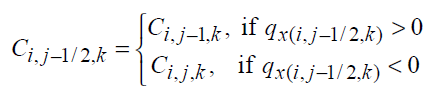 C_{i,j-1/2,k} = { C_{i,j-1,k}, if q_{x(i,j-1/2,k)} > 0
C_{i,j,k}, if q_{x(i,j-1/2,k)} < 0